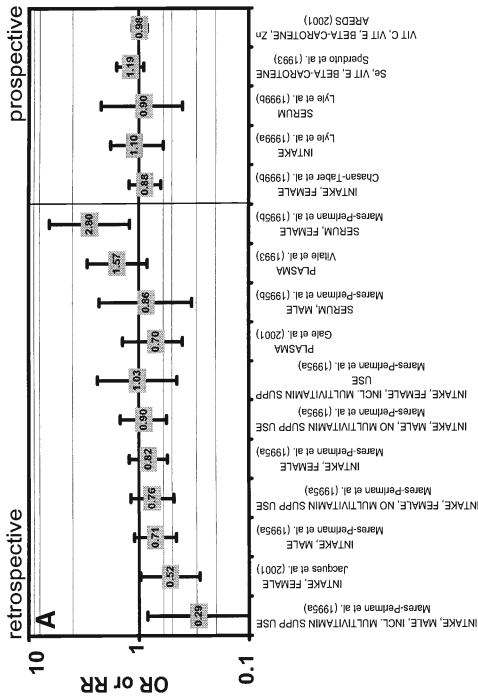 retrospective
prospective
A
OR or RR
10
1
0.1
0.29
0.52
0.71
0.76
0.82
0.90
1.03
0.70
0.86
1.57
2.80
0.88
1.10
0.90
1.19
0.98
INTAKE, MALE, INCL. MULTIVITAMIN SUPP USE
Mares-Perlman et al. (1995a)
INTAKE, FEMALE
Jacques et al. (2001)
INTAKE, MALE
Mares-Perlman et al. (1995a)
INTAKE, FEMALE, NO MULTIVITAMIN SUPP USE
Mares-Perlman et al. (1995a)
INTAKE, FEMALE
Mares-Perlman et al. (1995a)
INTAKE, MALE, NO MULTIVITAMIN SUPP USE
Mares-Perlman et al. (1995a)
INTAKE, FEMALE, INCL. MULTIVITAMIN SUPP
USE
Mares-Perlman et al. (1995a)
PLASMA
Gale et al. (2001)
SERUM, MALE
Mares-Perlman et al. (1995b)
PLASMA
Vitale et al. (1993)
SERUM, FEMALE
Mares-Perlman et al. (1995b)
INTAKE, FEMALE
Chasan-Taber et al. (1999b)
INTAKE
Lyle et al. (1999a)
SERUM
Lyle et al. (1999b)
Se, VIT E, BETA-CAROTENE
Sperduto et al. (1993)
VIT C, VIT E, BETA-CAROTENE, Zn
AREDS (2001)